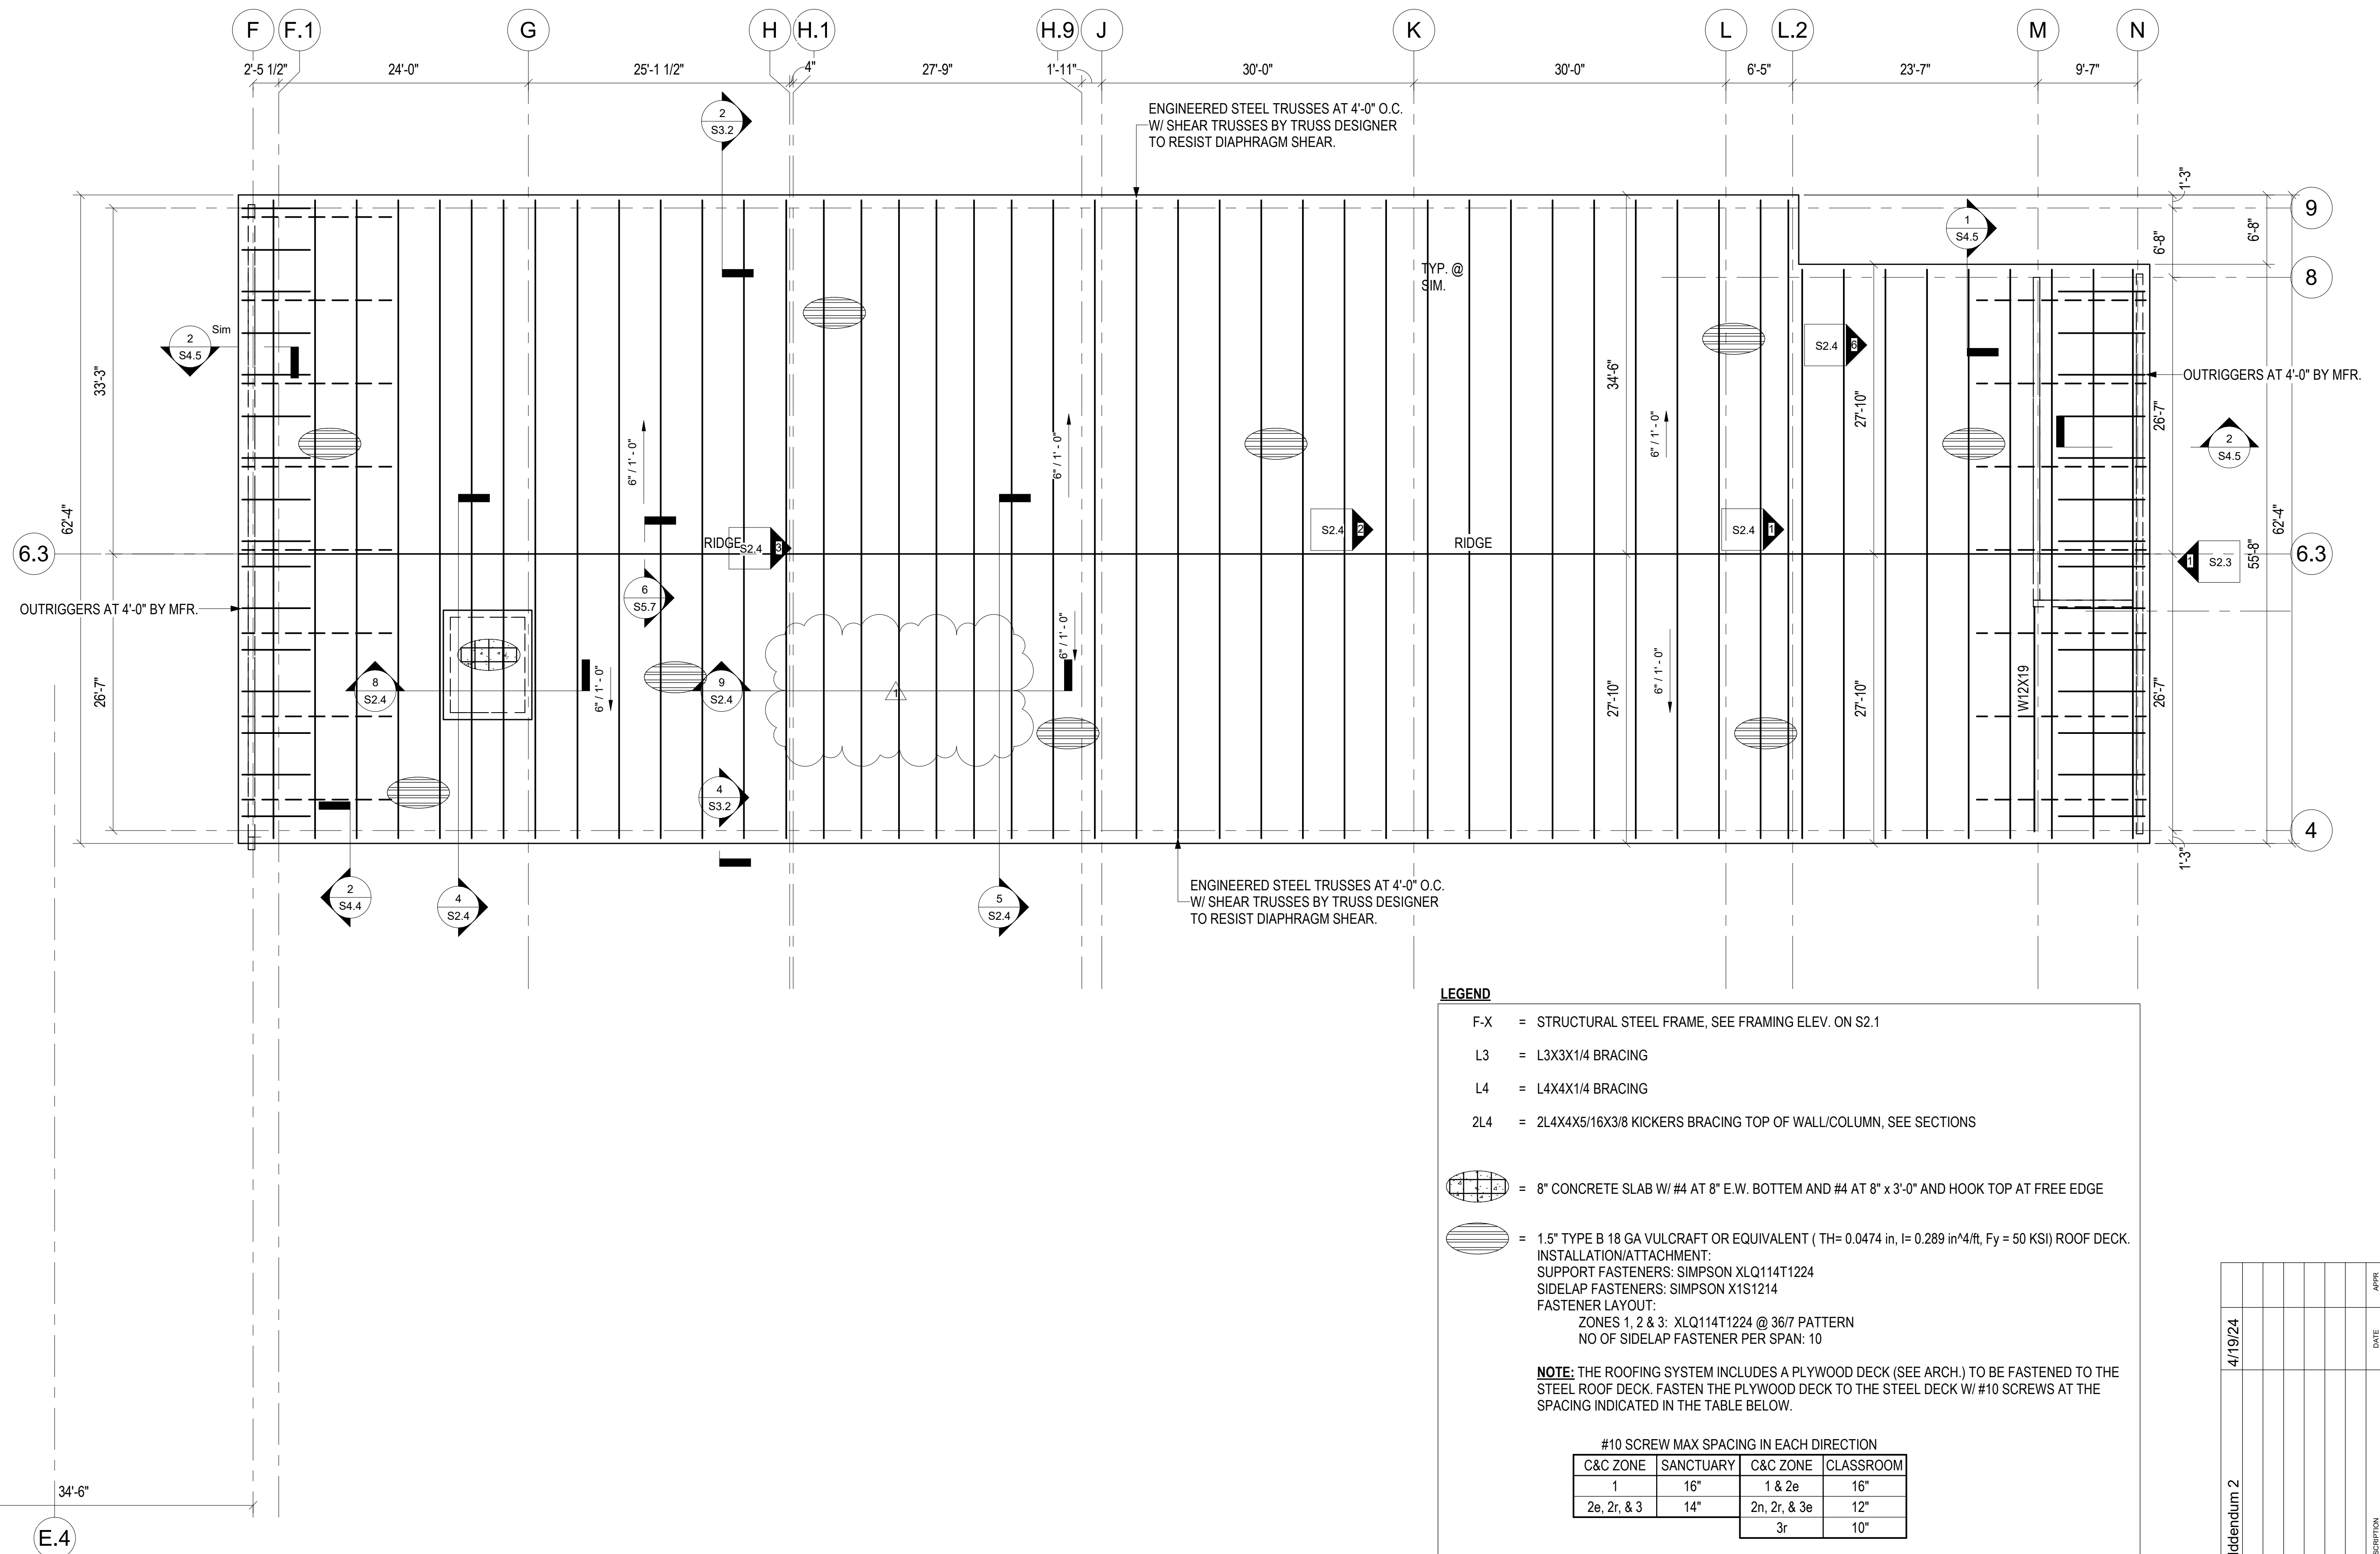 F F.1 G H H.1 H.9 J K L L.2 M N
2'-5 1/2" 24'-0" 25'-1 1/2" 4" 27'-9" 1'-11" 30'-0" 30'-0" 6'-5" 23'-7" 9'-7"
ENGINEERED STEEL TRUSSES AT 4'-0" O.C.
W/ SHEAR TRUSSES BY TRUSS DESIGNER
TO RESIST DIAPHRAGM SHEAR.
2
S3.2
1'-3"
9
1
S4.5
6'-8"
6'-8"
TYP. @
SIM.
8
2
S4.5
Sim
S2.4 6
33'-3"
34'-6"
27'-10"
OUTRIGGERS AT 4'-0" BY MFR.
26'-7"
2
S4.5
6" / 1' - 0"
6" / 1' - 0"
6" / 1' - 0"
62'-4"
62'-4"
55'-8"
6.3
RIDGE
S2.4 3
S2.4 2
RIDGE
S2.4 1
1 S2.3
6.3
6
S5.7
OUTRIGGERS AT 4'-0" BY MFR.
6" / 1' - 0"
6" / 1' - 0"
6" / 1' - 0"
26'-7"
8
S2.4
9
S2.4
1
27'-10"
27'-10"
W12X19
26'-7"
4
S3.2
4
1'-3"
2
S4.4
4
S2.4
5
S2.4
ENGINEERED STEEL TRUSSES AT 4'-0" O.C.
W/ SHEAR TRUSSES BY TRUSS DESIGNER
TO RESIST DIAPHRAGM SHEAR.
LEGEND
F-X = STRUCTURAL STEEL FRAME, SEE FRAMING ELEV. ON S2.1
L3 = L3X3X1/4 BRACING
L4 = L4X4X1/4 BRACING
2L4 = 2L4X4X5/16X3/8 KICKERS BRACING TOP OF WALL/COLUMN, SEE SECTIONS
= 8" CONCRETE SLAB W/ #4 AT 8" E.W. BOTTEM AND #4 AT 8" x 3'-0" AND HOOK TOP AT FREE EDGE
= 1.5" TYPE B 18 GA VULCRAFT OR EQUIVALENT ( TH= 0.0474 in, I= 0.289 in^4/ft, Fy = 50 KSI) ROOF DECK.
INSTALLATION/ATTACHMENT:
SUPPORT FASTENERS: SIMPSON XLQ114T1224
SIDELAP FASTENERS: SIMPSON X1S1214
FASTENER LAYOUT:
ZONES 1, 2 & 3: XLQ114T1224 @ 36/7 PATTERN
NO OF SIDELAP FASTENER PER SPAN: 10
NOTE: THE ROOFING SYSTEM INCLUDES A PLYWOOD DECK (SEE ARCH.) TO BE FASTENED TO THE
STEEL ROOF DECK. FASTEN THE PLYWOOD DECK TO THE STEEL DECK W/ #10 SCREWS AT THE
SPACING INDICATED IN THE TABLE BELOW.
#10 SCREW MAX SPACING IN EACH DIRECTION
C&C ZONE SANCTUARY C&C ZONE CLASSROOM
1 16" 1 & 2e 16"
2e, 2r, & 3 14" 2n, 2r, & 3e 12"
3r 10"
34'-6"
E.4
APPR
4/19/24
DATE
ddendum 2
SCRIPTION